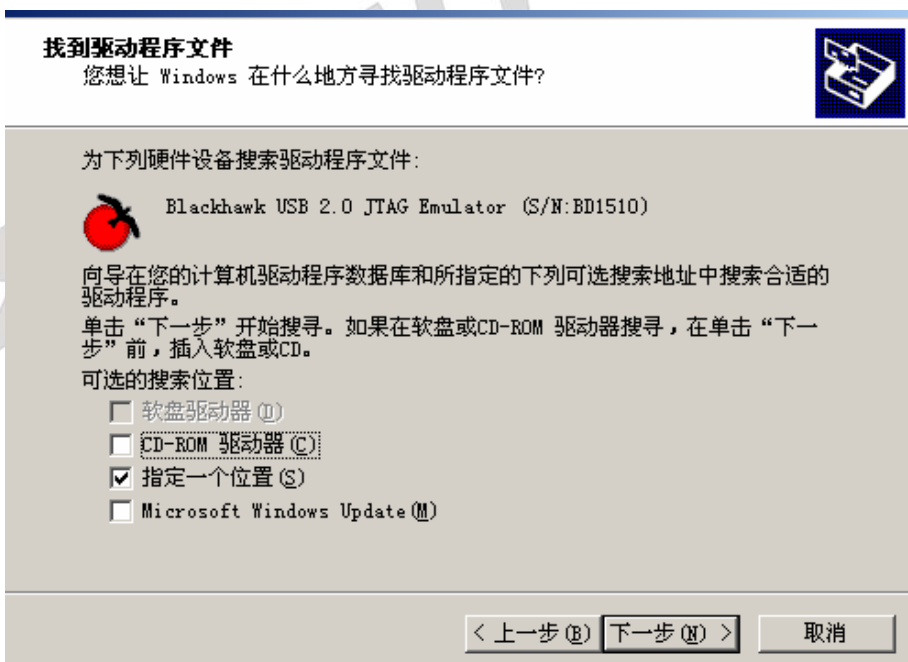 找到驱动程序文件
您想让 Windows 在什么地方寻找驱动程序文件?
为下列硬件设备搜索驱动程序文件:
Blackhawk USB 2.0 JTAG Emulator (S/N:BD1510)
向导在您的计算机驱动程序数据库和所指定的下列可选搜索地址中搜索合适的
驱动程序。
单击“下一步”开始搜寻。如果在软盘或CD-ROM 驱动器搜寻，在单击“下一
步”前，插入软盘或CD。
可选的搜索位置:
软盘驱动器(D)
CD-ROM 驱动器(C)
指定一个位置(S)
Microsoft Windows Update(M)
< 上一步(B) 下一步(N) > 取消